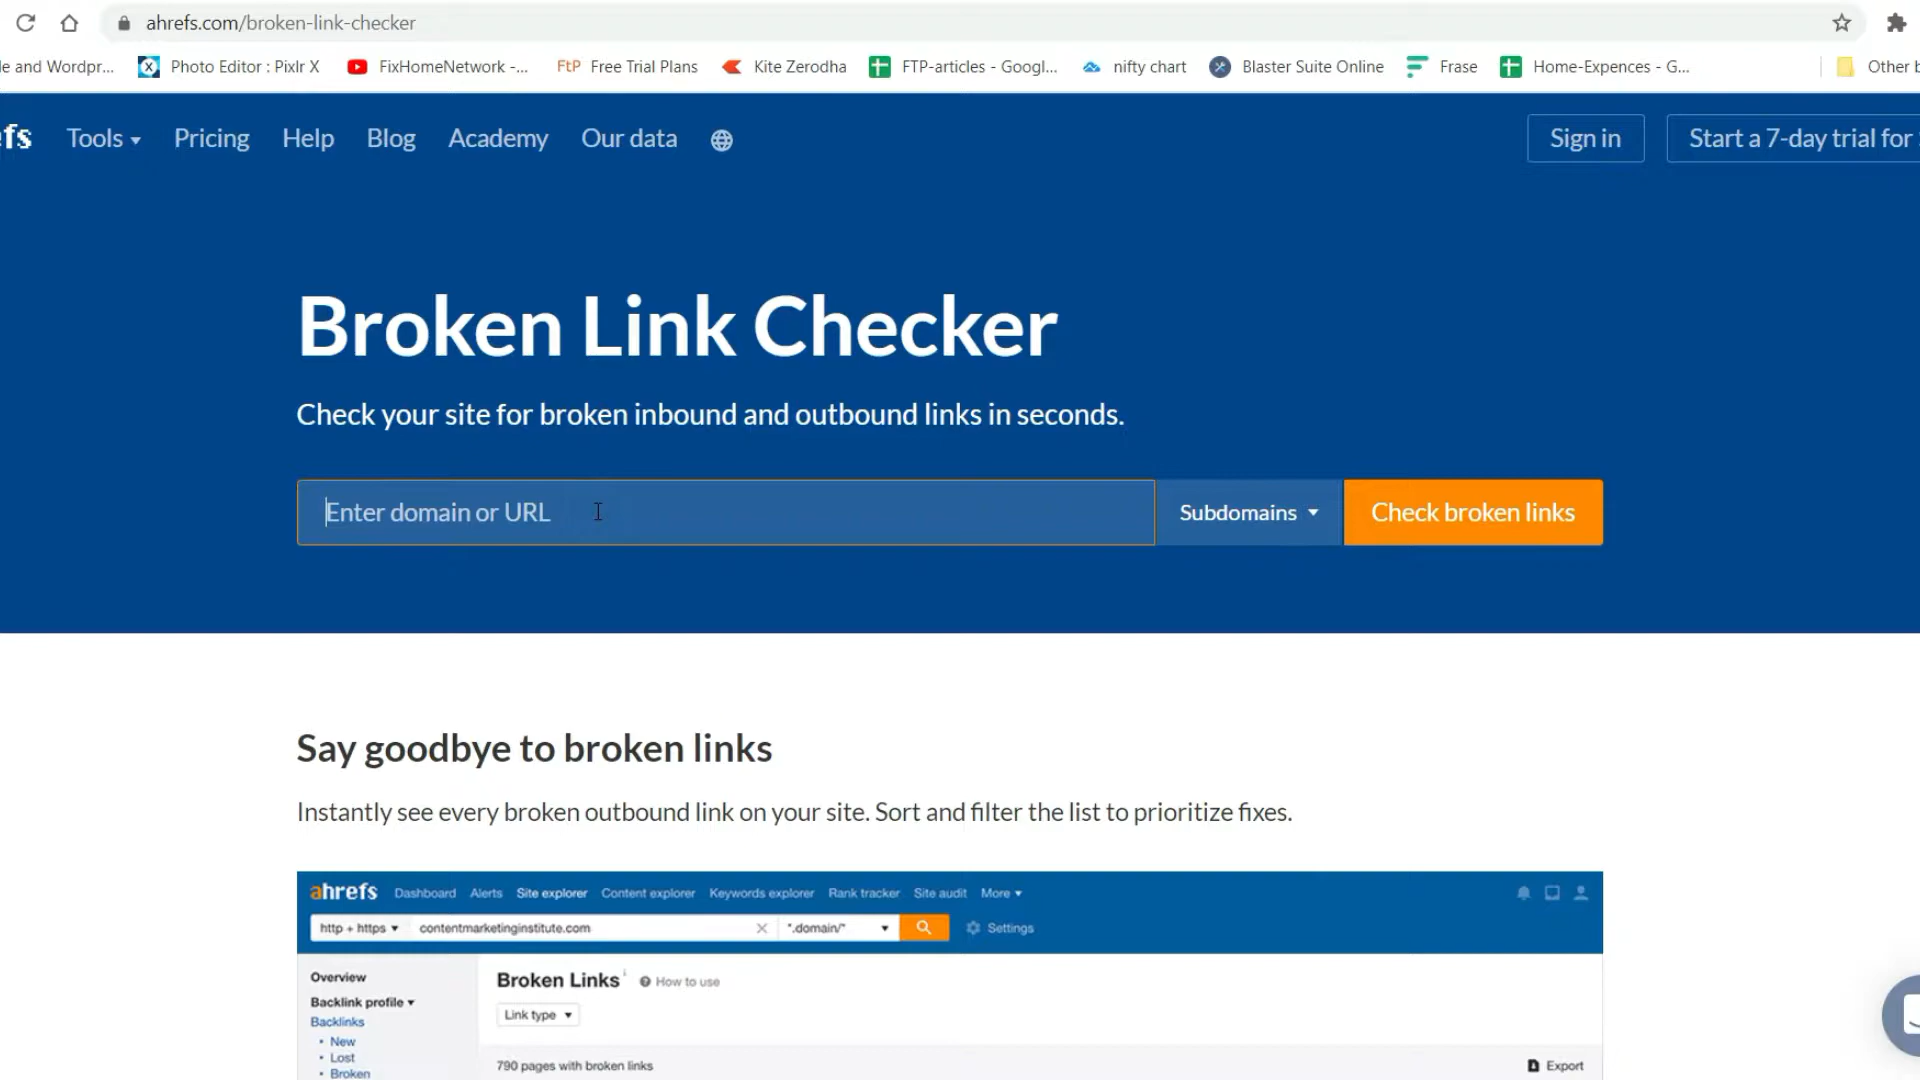 ahrefs.com/broken-link-checker
le and Wordpr... Photo Editor : Pixlr X FixHomeNetwork -... FtP Free Trial Plans Kite Zerodha FTP-articles - Googl... nifty chart Blaster Suite Online Frase Home-Expences - G... Other b
efs Tools Pricing Help Blog Academy Our data Sign in Start a 7-day trial for
Broken Link Checker
Check your site for broken inbound and outbound links in seconds.
Enter domain or URL Subdomains Check broken links
Say goodbye to broken links
Instantly see every broken outbound link on your site. Sort and filter the list to prioritize fixes.
ahrefs Dashboard Alerts Site explorer Content explorer Keywords explorer Rank tracker Site audit More
http + https contentmarketinginstitute.com *.domain/* Settings
Overview
Broken Links i How to use
Backlink profile
Link type
Backlinks
• New
• Lost
790 pages with broken links Export
• Broken